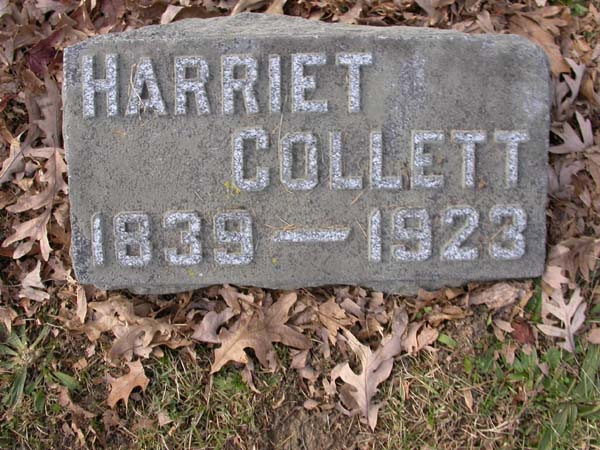 HARRIET
COLLETT
1839 — 1923